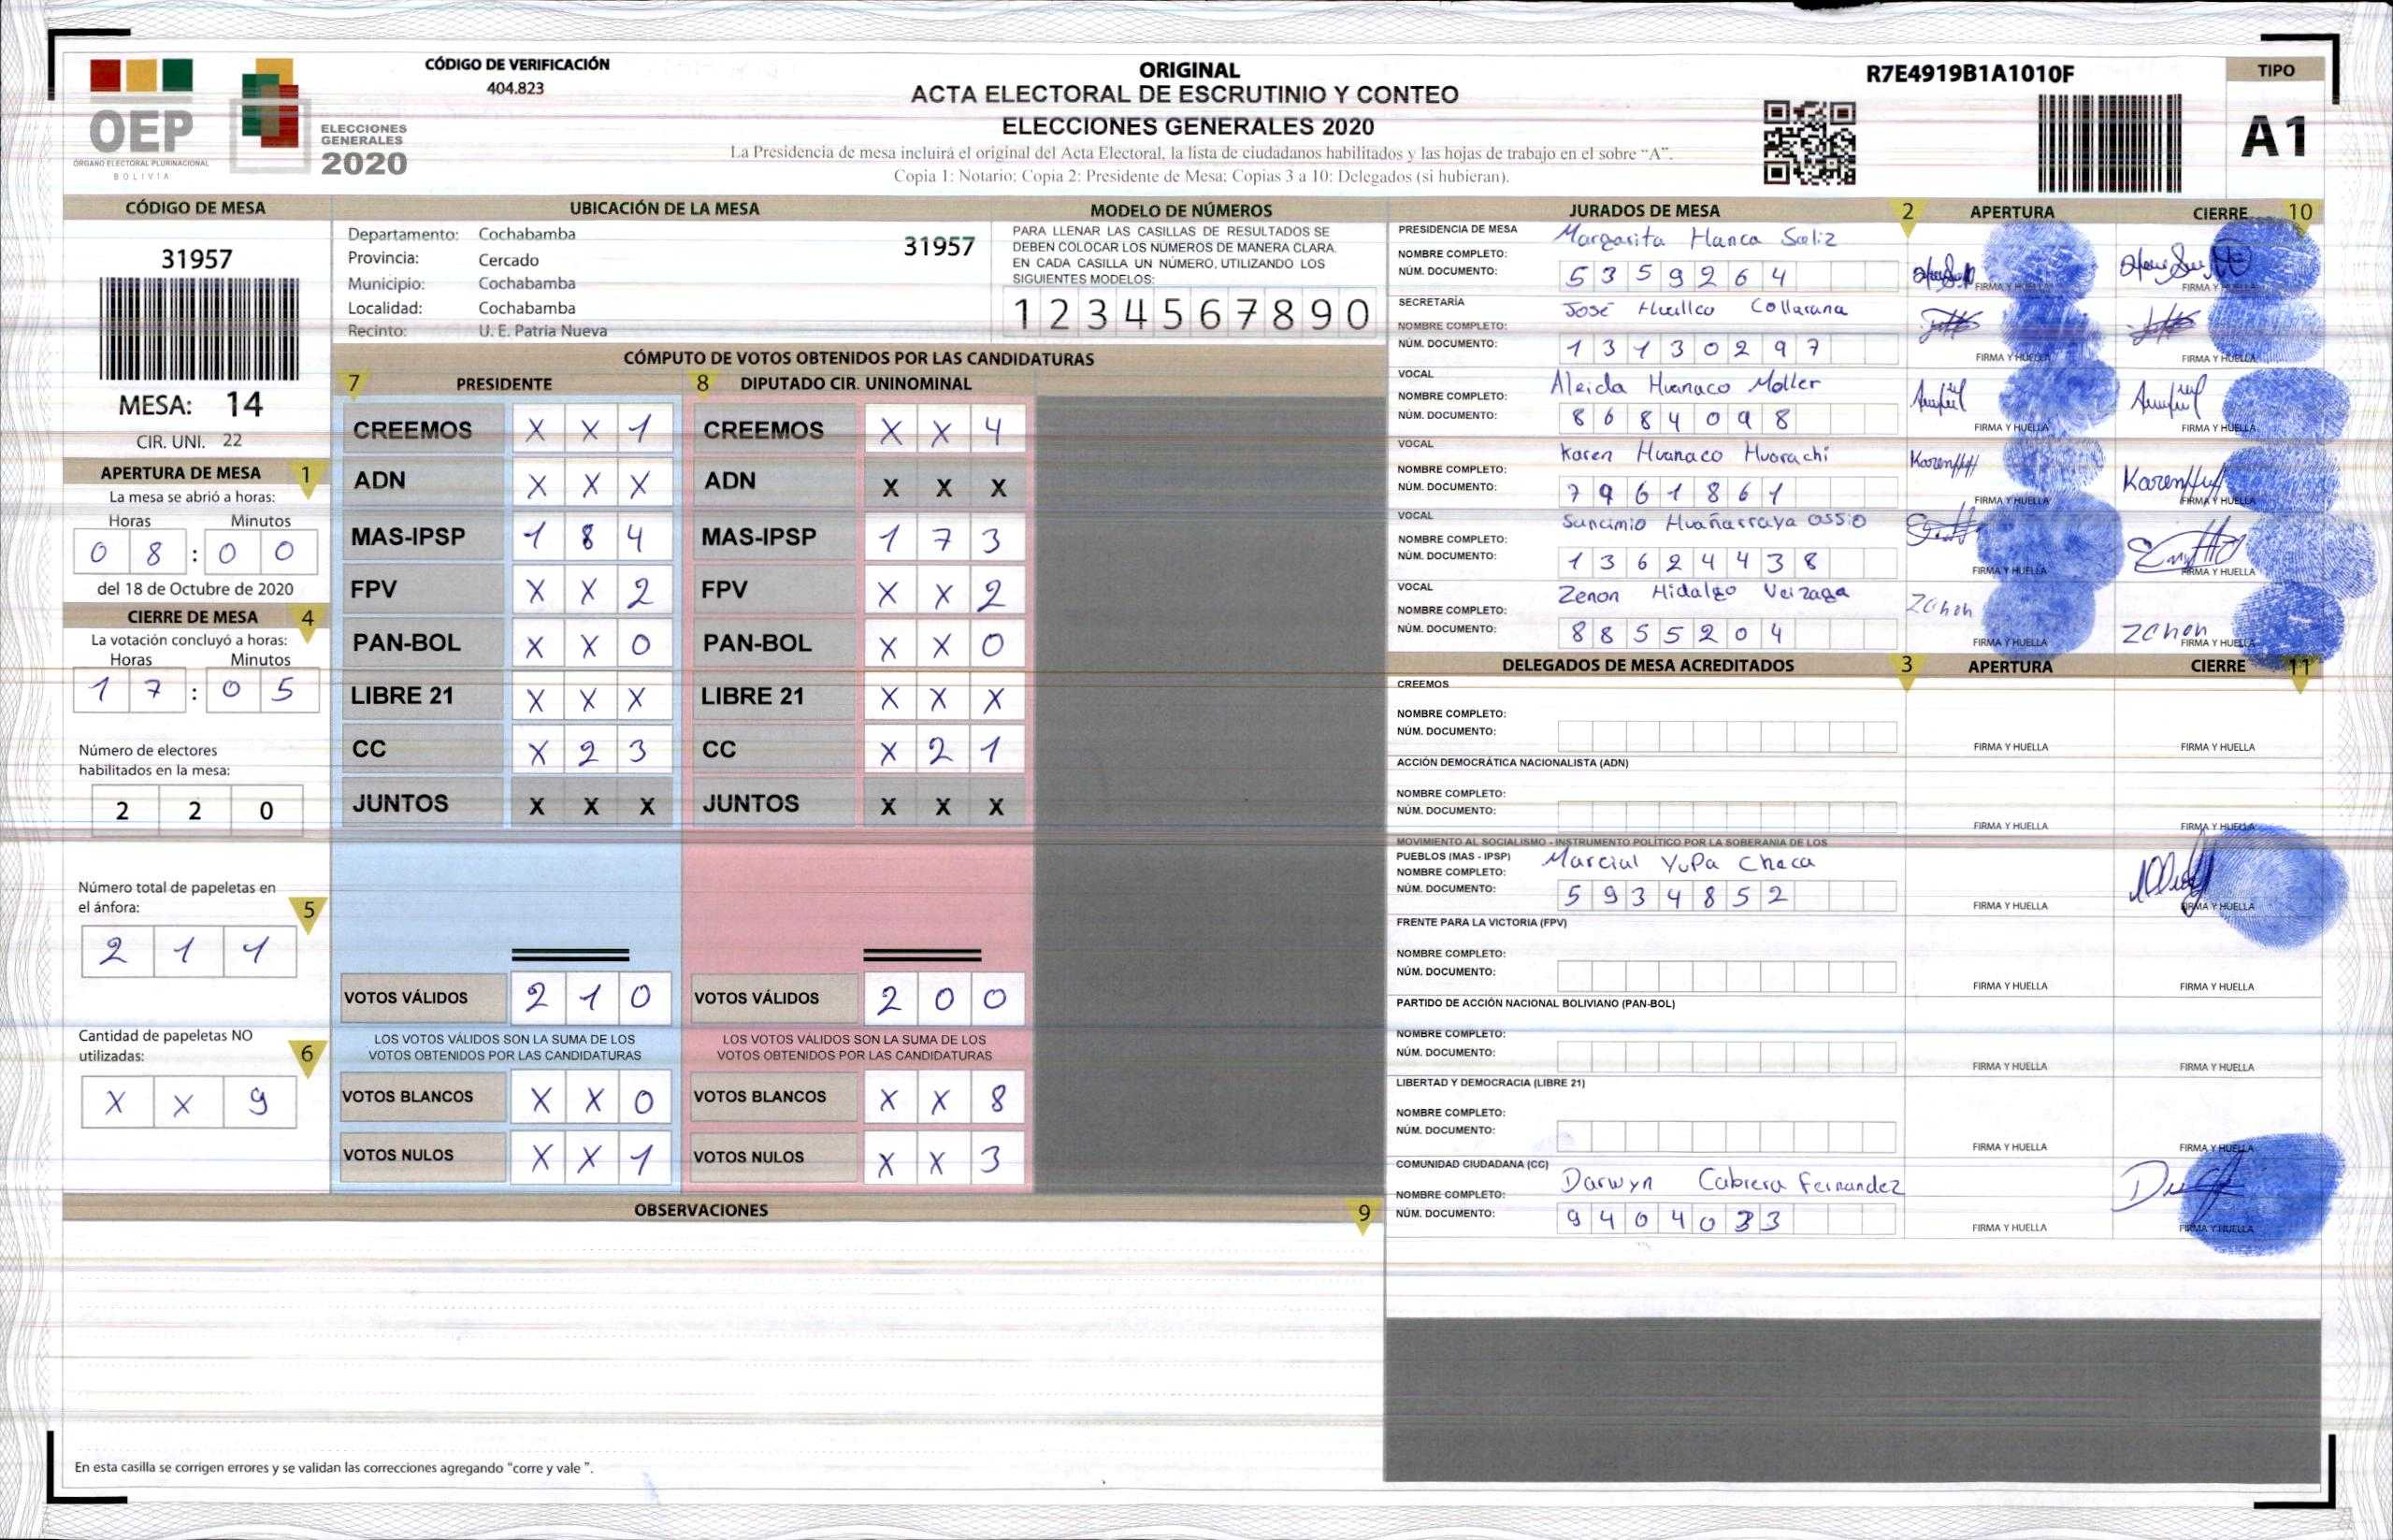 CÓDIGO DE VERIFICACIÓN
404.823
OEP
ÓRGANO ELECTORAL PLURINACIONAL
BOLIVIA
ELECCIONES
GENERALES
2020
ORIGINAL
ACTA ELECTORAL DE ESCRUTINIO Y CONTEO
ELECCIONES GENERALES 2020
La Presidencia de mesa incluirá el original del Acta Electoral, la lista de ciudadanos habilitados y las hojas de trabajo en el sobre “A”.
Copia 1: Notario; Copia 2: Presidente de Mesa; Copias 3 a 10: Delegados (si hubieran).
R7E4919B1A1010F
TIPO
A1
CÓDIGO DE MESA
31957
MESA: 14
CIR. UNI. 22
APERTURA DE MESA 1
La mesa se abrió a horas:
Horas Minutos
0 8 : 0 0
del 18 de Octubre de 2020
CIERRE DE MESA 4
La votación concluyó a horas:
Horas Minutos
1 7 : 0 5
Número de electores
habilitados en la mesa:
2 2 0
Número total de papeletas en
el ánfora: 5
2 1 1
Cantidad de papeletas NO
utilizadas: 6
X X 9
UBICACIÓN DE LA MESA
Departamento: Cochabamba
31957
Provincia: Cercado
Municipio: Cochabamba
Localidad: Cochabamba
Recinto: U. E. Patria Nueva
MODELO DE NÚMEROS
PARA LLENAR LAS CASILLAS DE RESULTADOS SE
DEBEN COLOCAR LOS NÚMEROS DE MANERA CLARA.
EN CADA CASILLA UN NÚMERO, UTILIZANDO LOS
SIGUIENTES MODELOS:
1 2 3 4 5 6 7 8 9 0
CÓMPUTO DE VOTOS OBTENIDOS POR LAS CANDIDATURAS
7 PRESIDENTE 8 DIPUTADO CIR. UNINOMINAL
CREEMOS X X 1 CREEMOS X X 4
ADN X X X ADN X X X
MAS-IPSP 1 8 4 MAS-IPSP 1 7 3
FPV X X 2 FPV X X 2
PAN-BOL X X 0 PAN-BOL X X 0
LIBRE 21 X X X LIBRE 21 X X X
CC X 2 3 CC X 2 1
JUNTOS X X X JUNTOS X X X
VOTOS VÁLIDOS 2 1 0 VOTOS VÁLIDOS 2 0 0
LOS VOTOS VÁLIDOS SON LA SUMA DE LOS LOS VOTOS VÁLIDOS SON LA SUMA DE LOS
VOTOS OBTENIDOS POR LAS CANDIDATURAS VOTOS OBTENIDOS POR LAS CANDIDATURAS
VOTOS BLANCOS X X 0 VOTOS BLANCOS X X 8
VOTOS NULOS X X 1 VOTOS NULOS X X 3
OBSERVACIONES 9
En esta casilla se corrigen errores y se validan las correcciones agregando "corre y vale ".
JURADOS DE MESA 2 APERTURA CIERRE 10
PRESIDENCIA DE MESA
NOMBRE COMPLETO: Margarita Hanca Saliz
NÚM. DOCUMENTO: 5 3 5 9 2 6 4
FIRMA Y HUELLA FIRMA Y HUELLA
SECRETARÍA
NOMBRE COMPLETO: José Huallco Collarana
NÚM. DOCUMENTO: 1 3 1 3 0 2 9 7
FIRMA Y HUELLA FIRMA Y HUELLA
VOCAL
NOMBRE COMPLETO: Aleida Huanaco Moller
NÚM. DOCUMENTO: 8 6 8 4 0 9 8
FIRMA Y HUELLA FIRMA Y HUELLA
VOCAL
NOMBRE COMPLETO: Karen Huanaco Huarachi
NÚM. DOCUMENTO: 7 9 6 1 8 6 1
FIRMA Y HUELLA FIRMA Y HUELLA
VOCAL
NOMBRE COMPLETO: Huañarraya ossio
NÚM. DOCUMENTO: 1 3 6 2 4 4 3 8
FIRMA Y HUELLA FIRMA Y HUELLA
VOCAL
NOMBRE COMPLETO: Zenon Hidalgo Veizaga
NÚM. DOCUMENTO: 8 8 5 5 2 0 4
Zenon Zenon
FIRMA Y HUELLA FIRMA Y HUELLA
DELEGADOS DE MESA ACREDITADOS 3 APERTURA CIERRE 11
CREEMOS
NOMBRE COMPLETO:
NÚM. DOCUMENTO:
FIRMA Y HUELLA FIRMA Y HUELLA
ACCIÓN DEMOCRÁTICA NACIONALISTA (ADN)
NOMBRE COMPLETO:
NÚM. DOCUMENTO:
FIRMA Y HUELLA FIRMA Y HUELLA
MOVIMIENTO AL SOCIALISMO - INSTRUMENTO POLÍTICO POR LA SOBERANIA DE LOS
PUEBLOS (MAS - IPSP)
NOMBRE COMPLETO: Marcial YuPa Checa
NÚM. DOCUMENTO: 5 9 3 4 8 5 2
FIRMA Y HUELLA FIRMA Y HUELLA
FRENTE PARA LA VICTORIA (FPV)
NOMBRE COMPLETO:
NÚM. DOCUMENTO:
FIRMA Y HUELLA FIRMA Y HUELLA
PARTIDO DE ACCIÓN NACIONAL BOLIVIANO (PAN-BOL)
NOMBRE COMPLETO:
NÚM. DOCUMENTO:
FIRMA Y HUELLA FIRMA Y HUELLA
LIBERTAD Y DEMOCRACIA (LIBRE 21)
NOMBRE COMPLETO:
NÚM. DOCUMENTO:
FIRMA Y HUELLA FIRMA Y HUELLA
COMUNIDAD CIUDADANA (CC)
NOMBRE COMPLETO: Darwyn Cabrera Fernandez
NÚM. DOCUMENTO: 9 4 0 4 0 3 3
FIRMA Y HUELLA FIRMA Y HUELLA